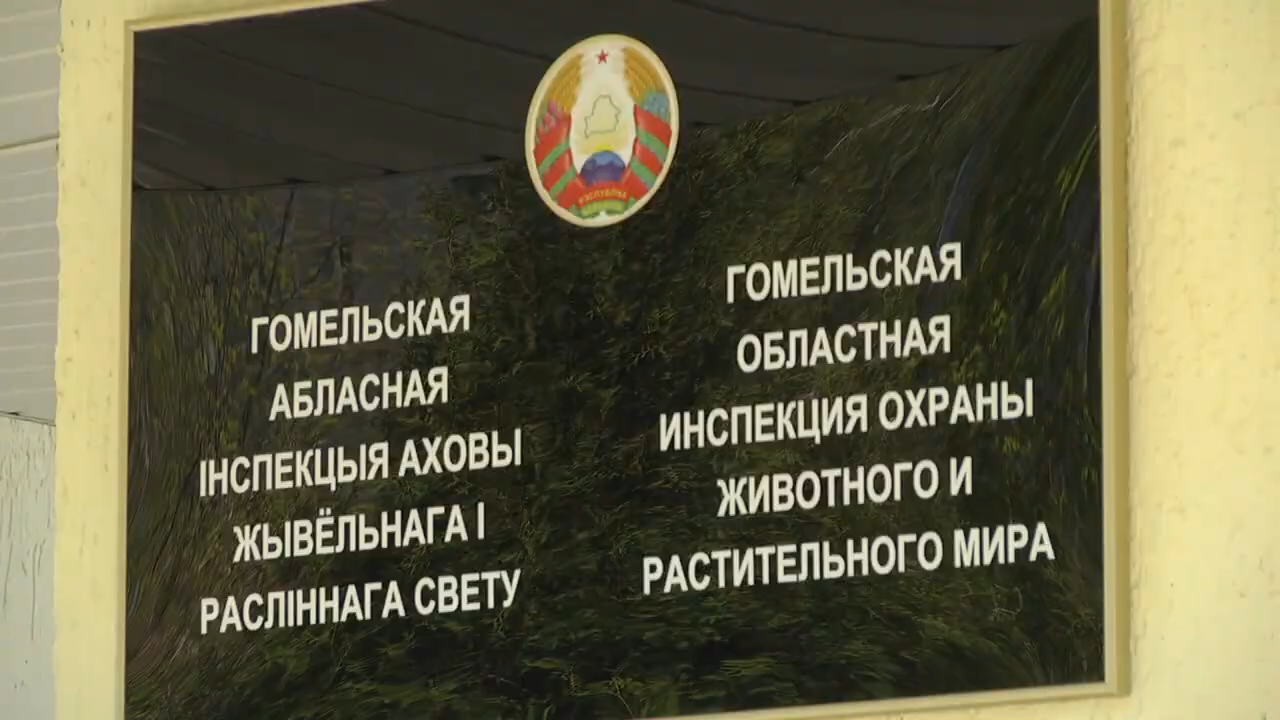 ГОМЕЛЬСКАЯ
АБЛАСНАЯ
ІНСПЕКЦЫЯ АХОВЫ
ЖЫВЁЛЬНАГА І
РАСЛІННАГА СВЕТУ
ГОМЕЛЬСКАЯ
ОБЛАСТНАЯ
ИНСПЕКЦИЯ ОХРАНЫ
ЖИВОТНОГО И
РАСТИТЕЛЬНОГО МИРА